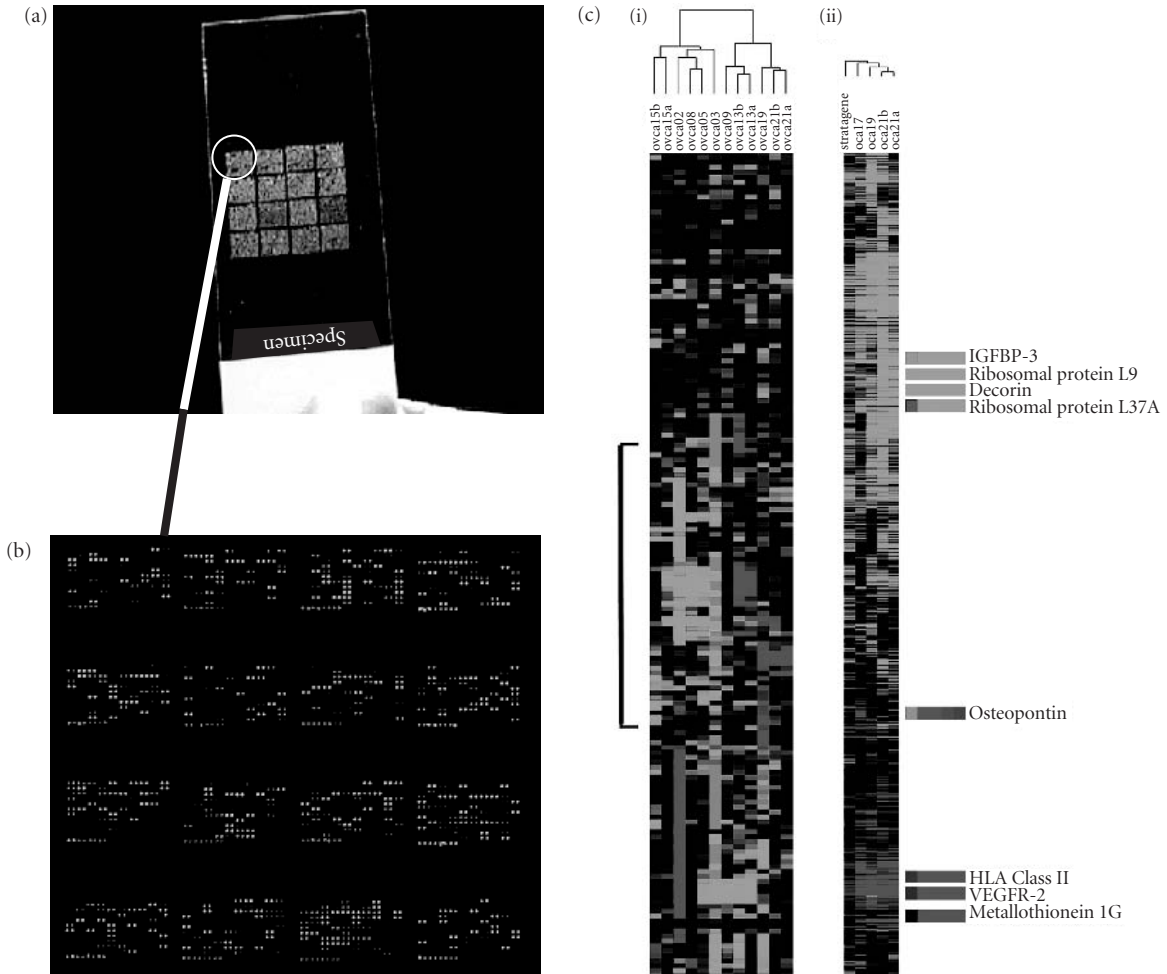 (a)
Specimen
(b)
(c)
(i)
ovca15b
ovca15a
ovca02
ovca08
ovca05
ovca03
ovca09
ovca13b
ovca13a
ovca19
ovca21b
ovca21a
(ii)
stratagene
oca17
oca19
oca21b
oca21a
IGFBP-3
Ribosomal protein L9
Decorin
Ribosomal protein L37A
Osteopontin
HLA Class II
VEGFR-2
Metallothionein 1G